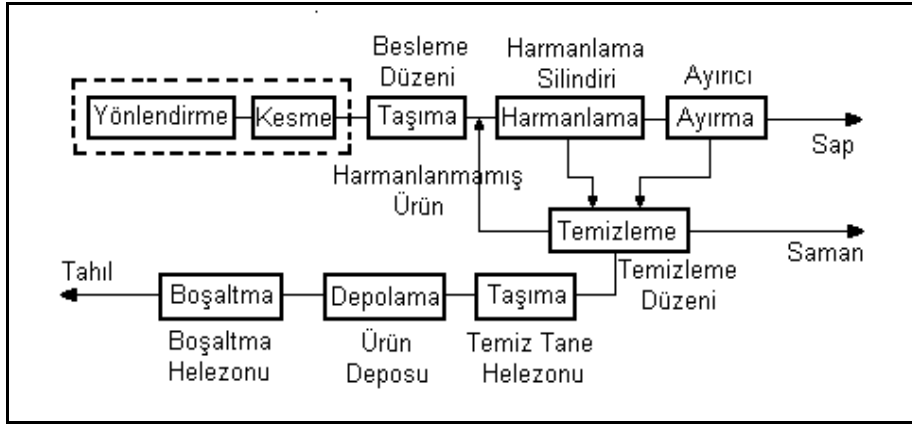 Besleme
Düzeni
Harmanlama
Silindiri
Ayırıcı
Yönlendirme
Kesme
Taşıma
Harmanlama
Ayırma
Sap
Harmanlanmamış
Ürün
Temizleme
Saman
Temizleme
Düzeni
Tahıl
Boşaltma
Depolama
Taşıma
Boşaltma
Helezonu
Ürün
Deposu
Temiz Tane
Helezonu